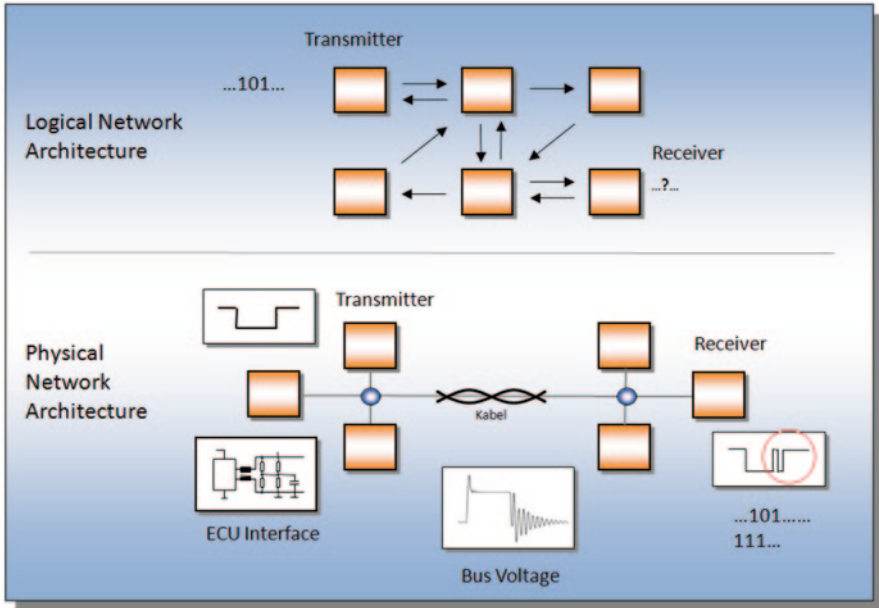 Transmitter
...101...
Logical Network
Architecture
Receiver
...?...
Transmitter
Physical
Network
Architecture
Receiver
Kabel
ECU Interface
Bus Voltage
...101......
111...